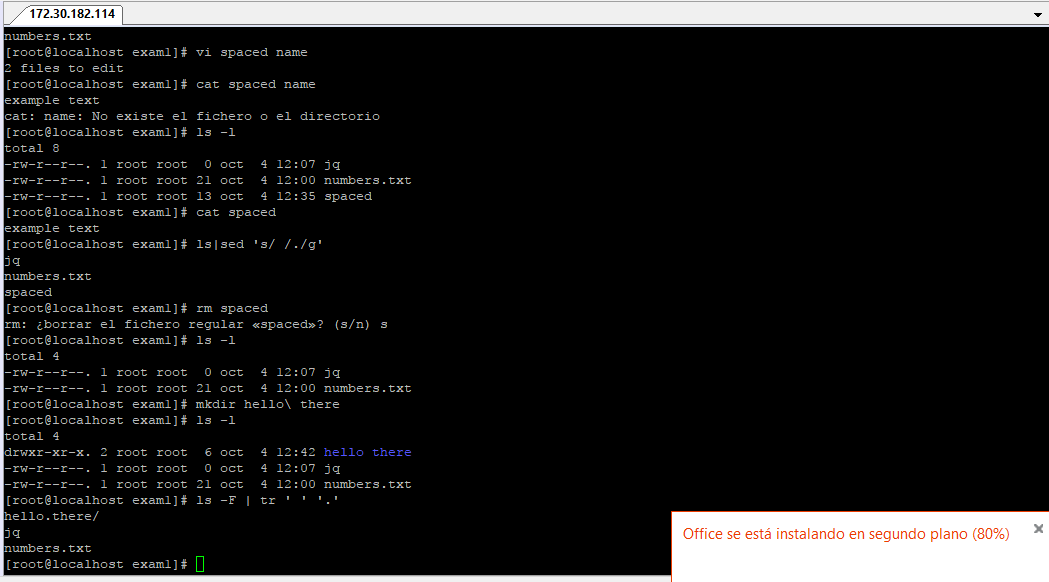 172.30.182.114
numbers.txt
[root@localhost exam1]# vi spaced name
2 files to edit
[root@localhost exam1]# cat spaced name
example text
cat: name: No existe el fichero o el directorio
[root@localhost exam1]# ls -l
total 8
-rw-r--r--. 1 root root  0 oct  4 12:07 jq
-rw-r--r--. 1 root root 21 oct  4 12:00 numbers.txt
-rw-r--r--. 1 root root 13 oct  4 12:35 spaced
[root@localhost exam1]# cat spaced
example text
[root@localhost exam1]# ls|sed 's/ /./g'
jq
numbers.txt
spaced
[root@localhost exam1]# rm spaced
rm: ¿borrar el fichero regular «spaced»? (s/n) s
[root@localhost exam1]# ls -l
total 4
-rw-r--r--. 1 root root  0 oct  4 12:07 jq
-rw-r--r--. 1 root root 21 oct  4 12:00 numbers.txt
[root@localhost exam1]# mkdir hello\ there
[root@localhost exam1]# ls -l
total 4
drwxr-xr-x. 2 root root  6 oct  4 12:42 hello there
-rw-r--r--. 1 root root  0 oct  4 12:07 jq
-rw-r--r--. 1 root root 21 oct  4 12:00 numbers.txt
[root@localhost exam1]# ls -F | tr ' ' '.'
hello.there/
jq
numbers.txt
[root@localhost exam1]#
Office se está instalando en segundo plano (80%)